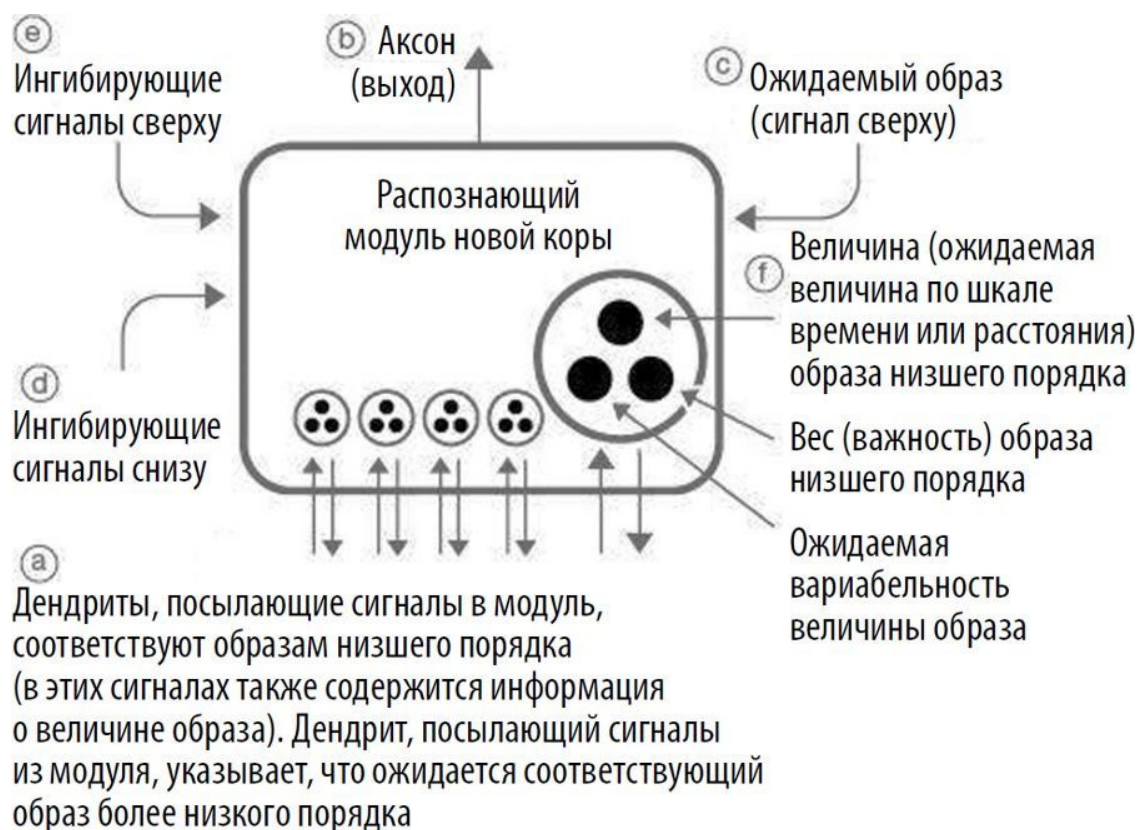 e
Ингибирующие
сигналы сверху
b Аксон
(выход)
c Ожидаемый образ
(сигнал сверху)
Распознающий
модуль новой коры
f Величина (ожидаемая
величина по шкале
времени или расстояния)
образа низшего порядка
d
Ингибирующие
сигналы снизу
Вес (важность) образа
низшего порядка
Ожидаемая
вариабельность
величины образа
a
Дендриты, посылающие сигналы в модуль,
соответствуют образам низшего порядка
(в этих сигналах также содержится информация
о величине образа). Дендрит, посылающий сигналы
из модуля, указывает, что ожидается соответствующий
образ более низкого порядка